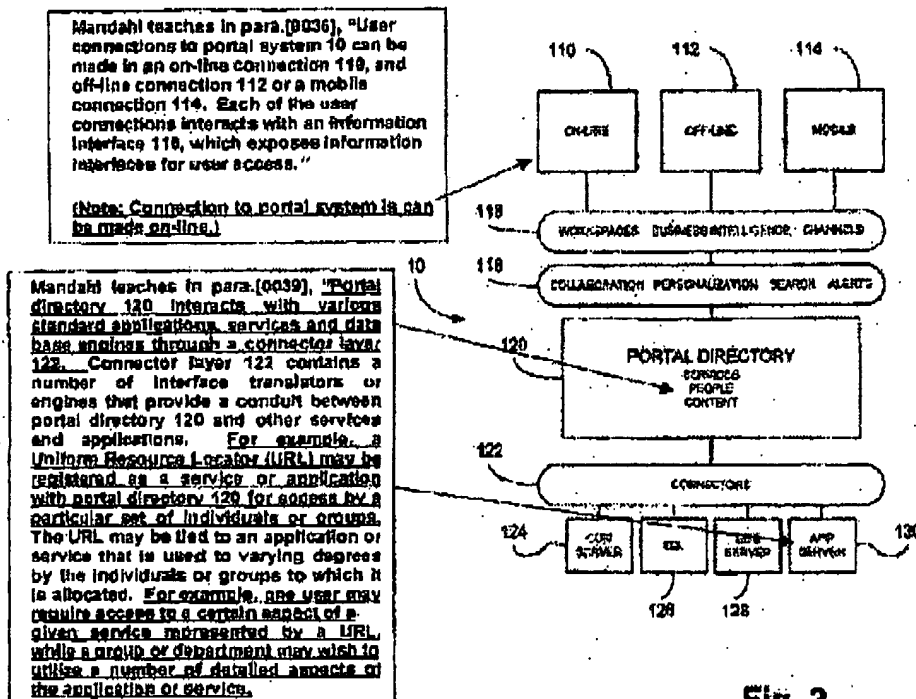 Mandahl teaches in para.[0036], "User
connections to portal system 10 can be
made in an on-line connection 110, and
off-line connection 112 or a mobile
connection 114. Each of the user
connections interacts with an Information
Interface 116, which exposes information
interfaces for user access."
(Note: Connection to portal system is can
be made on-line.)
110
112
114
ON-LINE
OFF-LINE
MOBILE
WORKSPACES BUSINESS INTELLIGENCE CHANNELS
118
COLLABORATION PERSONALIZATION SEARCH ALERTS
10
Mandahl teaches in para.[0039], "Portal
directory 120 interacts with various
standard applications, services and data
base engines through a connector layer
122. Connector layer 122 contains a
number of interface translators or
engines that provide a conduit between
portal directory 120 and other services
and applications. For example, a
Uniform Resource Locator (URL) may be
registered as a service or application
with portal directory 120 for access by a
particular set of individuals or groups.
The URL may be tied to an application or
service that is used to varying degrees
by the individuals or groups to which it
is allocated. For example, one user may
require access to a certain aspect of a
given service represented by a URL,
while a group or department may wish to
utilize a number of detailed aspects of
the application or service.
120
PORTAL DIRECTORY
SERVICES
PEOPLE
CONTENT
122
CONNECTORS
124
SERVER
SERVER
APP
SERVER
130
126
128